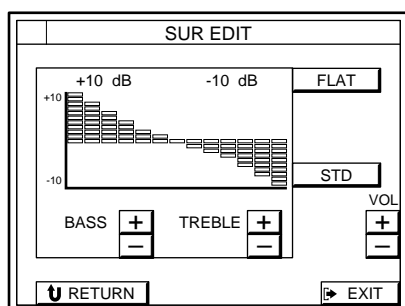 SUR EDIT
+10 dB -10 dB FLAT
+10
-10 STD
VOL
BASS + TREBLE + +
− − −
RETURN EXIT